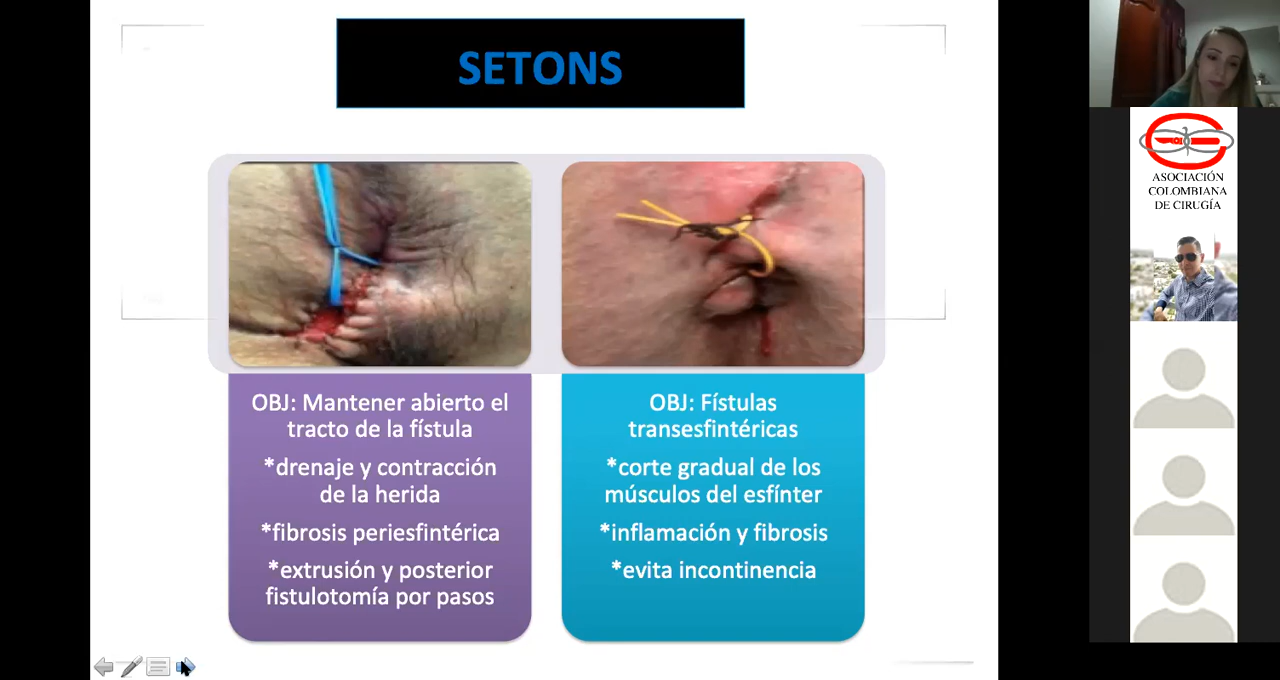 SETONS
OBJ: Mantener abierto el
tracto de la fístula
*drenaje y contracción
de la herida
*fibrosis periesfintérica
*extrusión y posterior
fistulotomía por pasos
OBJ: Fístulas
transesfintéricas
*corte gradual de los
músculos del esfínter
*inflamación y fibrosis
*evita incontinencia
ASOCIACIÓN
COLOMBIANA
DE CIRUGÍA